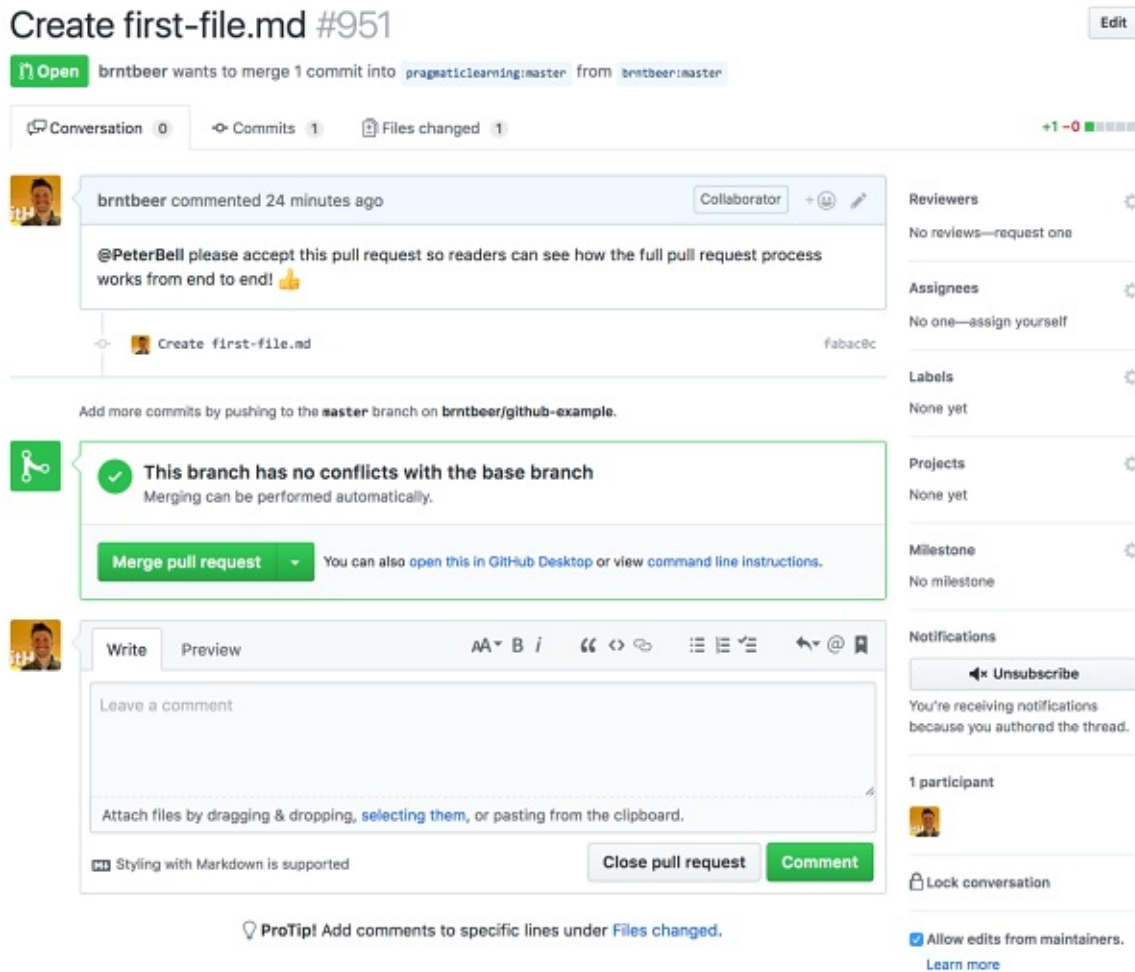 Create first-file.md #951
Edit
Open brntbeer wants to merge 1 commit into pragmaticlearning:master from brntbeer:master
Conversation 0 Commits 1 Files changed 1
+1 −0
brntbeer commented 24 minutes ago
Collaborator
@PeterBell please accept this pull request so readers can see how the full pull request process
works from end to end! 👍
Create first-file.md
fabac0c
Add more commits by pushing to the master branch on brntbeer/github-example.
This branch has no conflicts with the base branch
Merging can be performed automatically.
Merge pull request
You can also open this in GitHub Desktop or view command line instructions.
Write Preview
AA B i
Leave a comment
Attach files by dragging & dropping, selecting them, or pasting from the clipboard.
Styling with Markdown is supported
Close pull request
Comment
ProTip! Add comments to specific lines under Files changed.
Reviewers
No reviews—request one
Assignees
No one—assign yourself
Labels
None yet
Projects
None yet
Milestone
No milestone
Notifications
Unsubscribe
You're receiving notifications
because you authored the thread.
1 participant
Lock conversation
Allow edits from maintainers.
Learn more